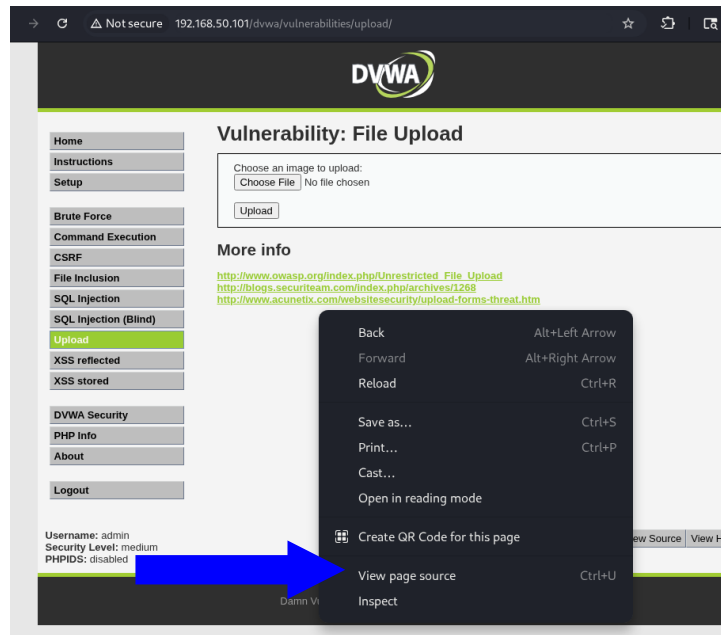 Not secure 192.168.50.101/dvwa/vulnerabilities/upload/
DVWA
Home
Instructions
Setup
Brute Force
Command Execution
CSRF
File Inclusion
SQL Injection
SQL Injection (Blind)
Upload
XSS reflected
XSS stored
DVWA Security
PHP Info
About
Logout
Vulnerability: File Upload
Choose an image to upload:
Choose File No file chosen
Upload
More info
http://www.owasp.org/index.php/Unrestricted_File_Upload
http://blogs.securiteam.com/index.php/archives/1268
http://www.acunetix.com/websitesecurity/upload-forms-threat.htm
Back Alt+Left Arrow
Forward Alt+Right Arrow
Reload Ctrl+R
Save as... Ctrl+S
Print... Ctrl+P
Cast...
Open in reading mode
Create QR Code for this page
View page source Ctrl+U
Inspect
Username: admin
Security Level: medium
PHPIDS: disabled
ew Source View H
Damn Vu